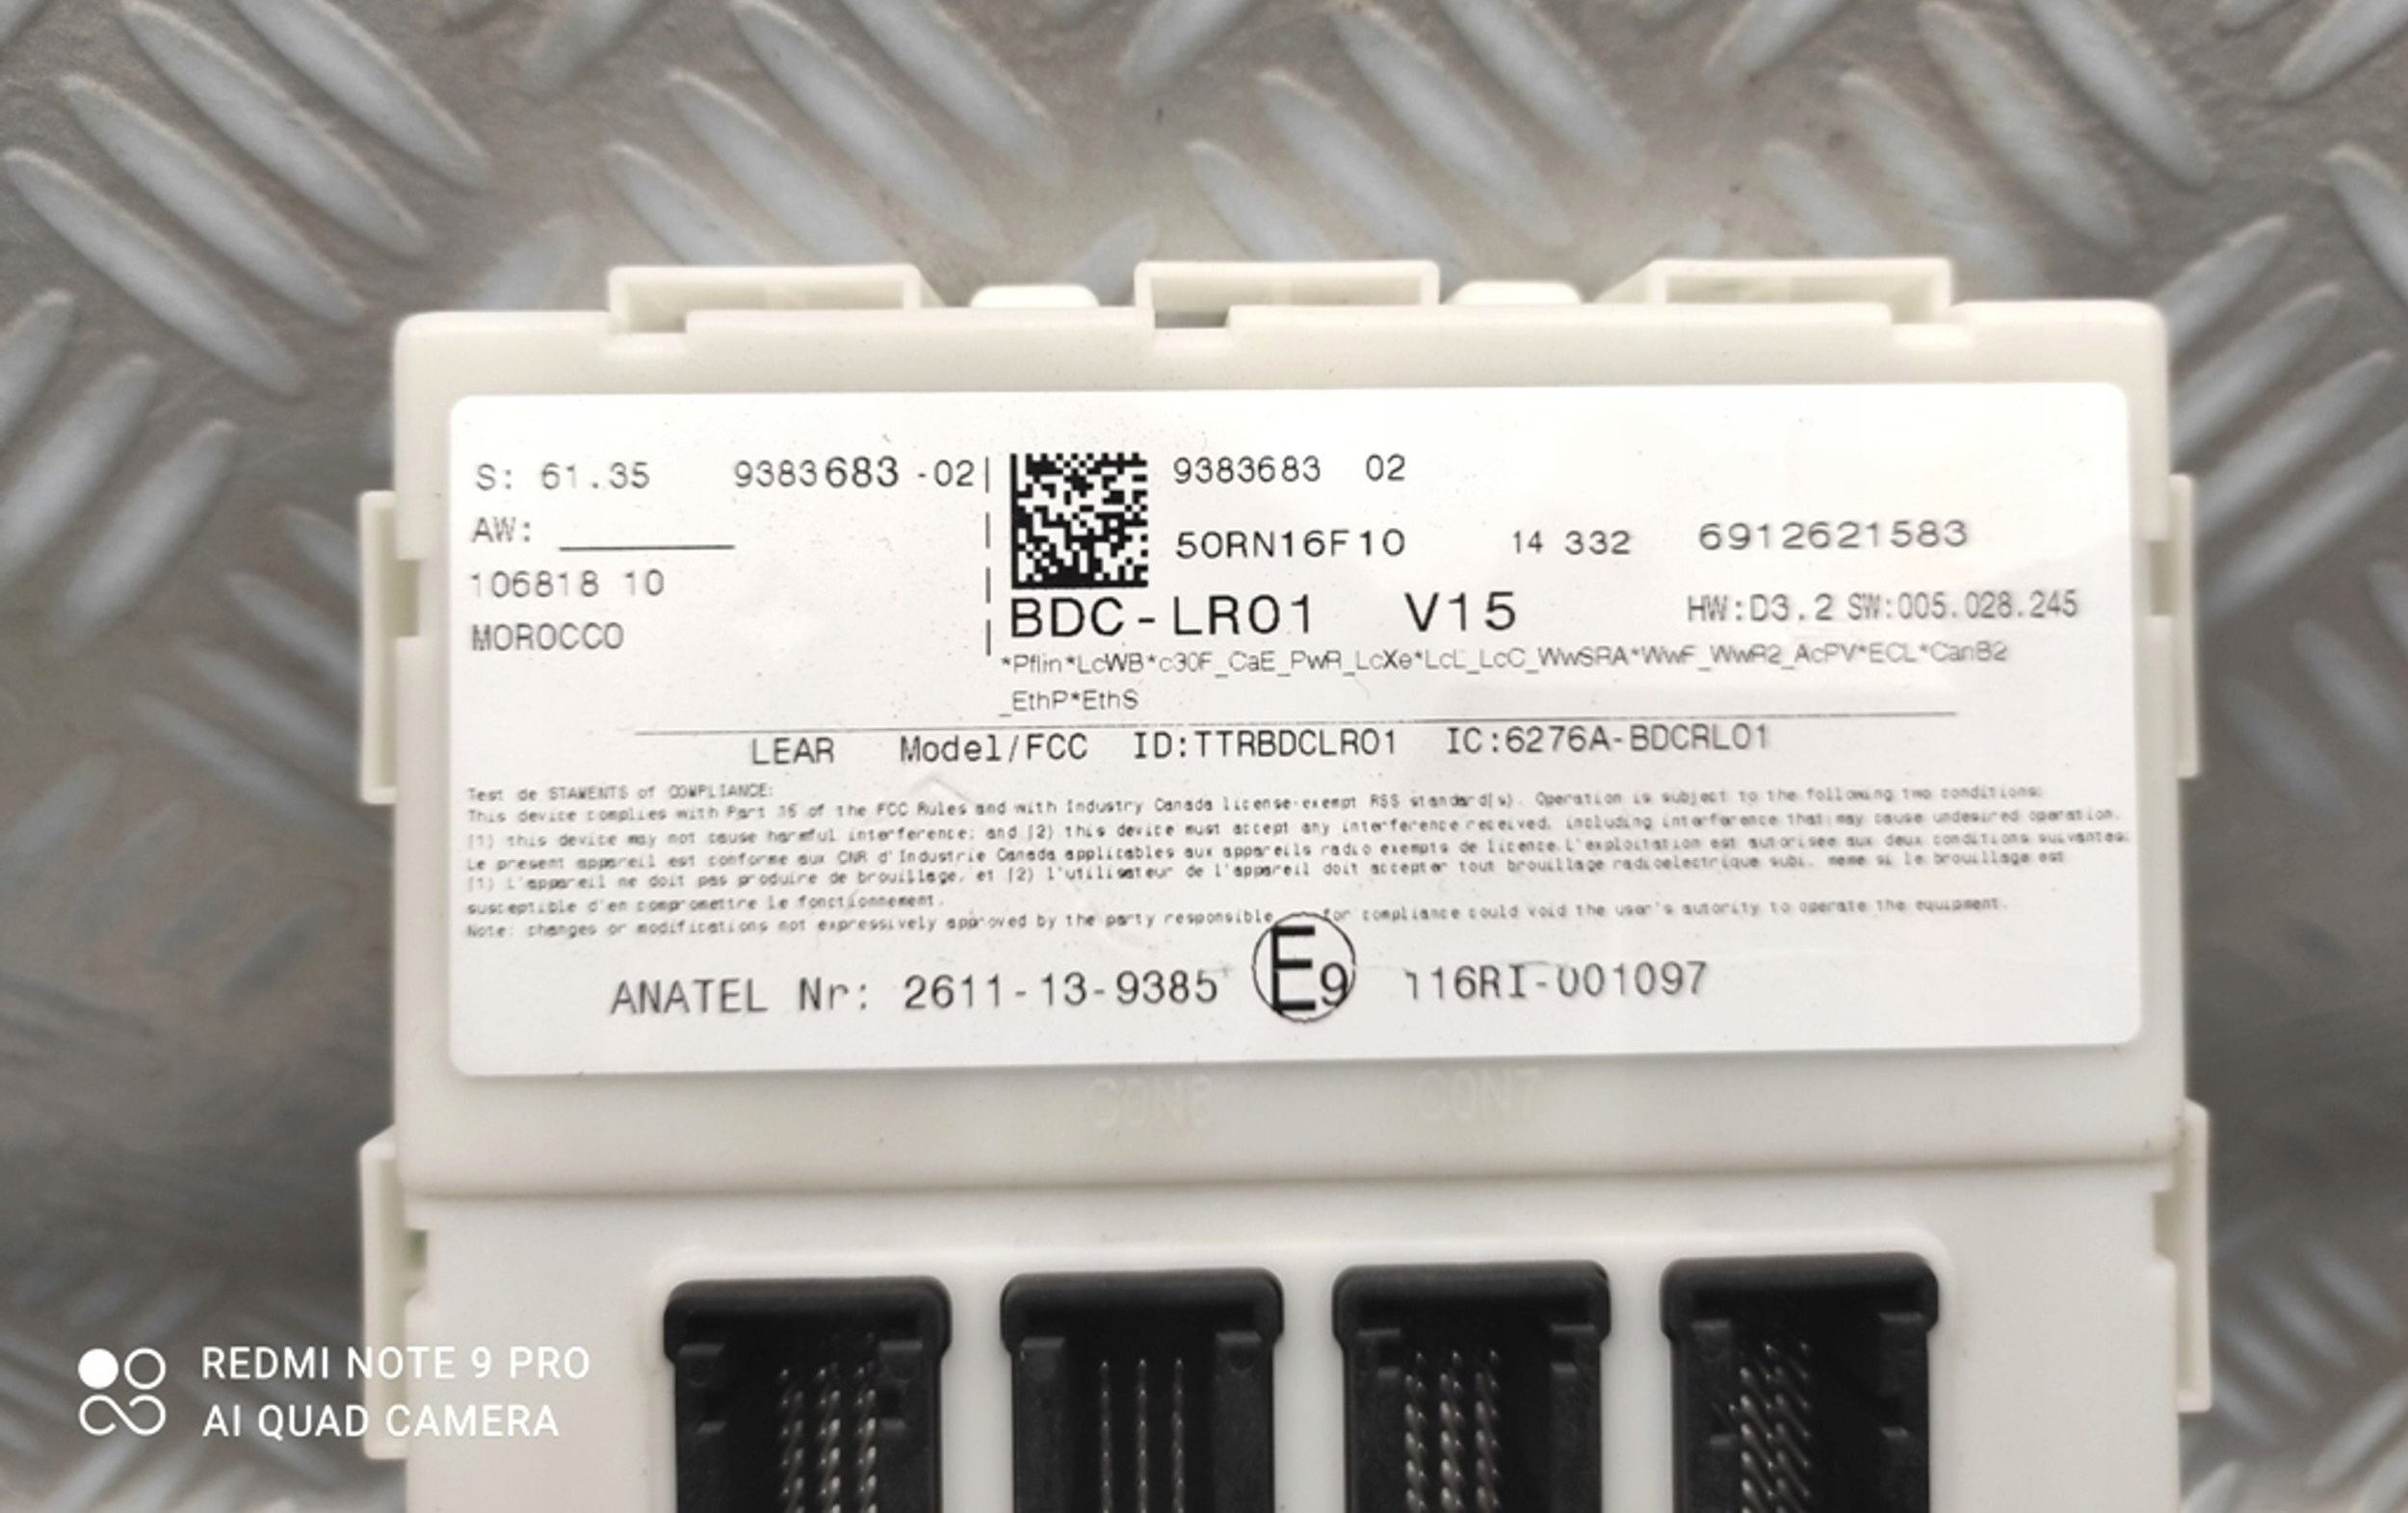 S: 61.35 9383683 -02
AW:
106818 10
MOROCCO
9383683 02
50RN16F10 14 332 6912621583
BDC-LR01 V15 HW:D3.2 SW:005.028.245
*Pflin*LcWB*c30F_CaE_PwR_LcXe*LcL_LcC_WwSRA*WwF_WwR2_AcPV*ECL*CanB2
_EthP*EthS
LEAR Model/FCC ID:TTRBDCLR01 IC:6276A-BDCRL01
Test de STAMENTS of COMPLIANCE:
This device complies with Part 15 of the FCC Rules and with Industry Canada license-exempt RSS standard(s). Operation is subject to the following two conditions:
(1) this device may not cause harmful interference; and (2) this device must accept any interference received, including interference that may cause undesired operation.
Le present appareil est conforme aux CNR d'Industrie Canada applicables aux appareils radio exempts de licence.L'exploitation est autorisee aux deux conditions suivantes:
(1) L'appareil ne doit pas produire de brouillage, et (2) l'utilisateur de l'appareil doit accepter tout brouillage radioelectrique subi, meme si le brouillage est
susceptible d'en compromettre le fonctionnement.
Note: changes or modifications not expressively approved by the party responsible for compliance could void the user's autority to operate the equipment.
ANATEL Nr: 2611-13-9385 E9 116RI-001097
CON7
REDMI NOTE 9 PRO
AI QUAD CAMERA